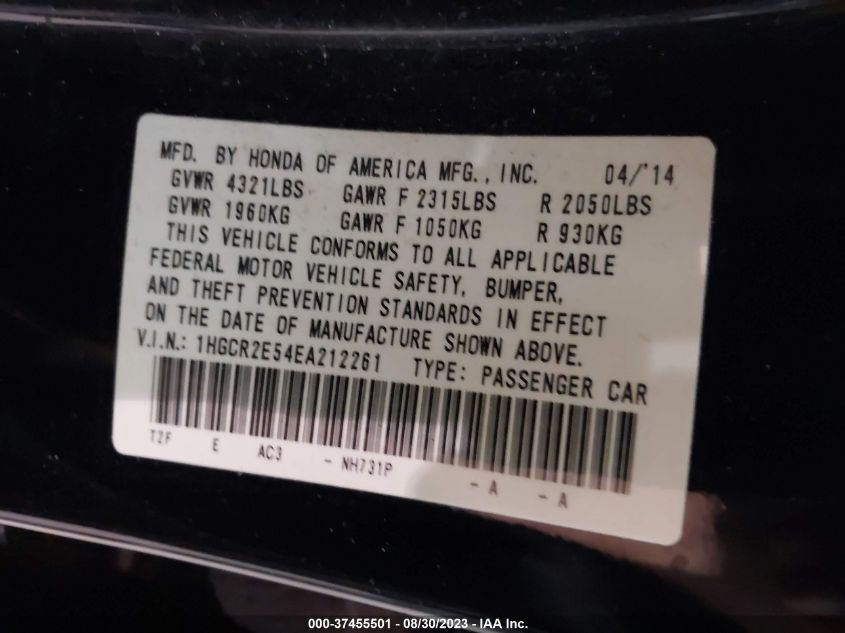 MFD. BY HONDA OF AMERICA MFG., INC. 04/'14
GVWR 4321LBS GAWR F 2315LBS R 2050LBS
GVWR 1960KG GAWR F 1050KG R 930KG
THIS VEHICLE CONFORMS TO ALL APPLICABLE
FEDERAL MOTOR VEHICLE SAFETY, BUMPER,
AND THEFT PREVENTION STANDARDS IN EFFECT
ON THE DATE OF MANUFACTURE SHOWN ABOVE.
V.I.N.: 1HGCR2E54EA212261 TYPE: PASSENGER CAR
T2F E AC3 - NH731P - A - A
000-37455501 - 08/30/2023 - IAA Inc.